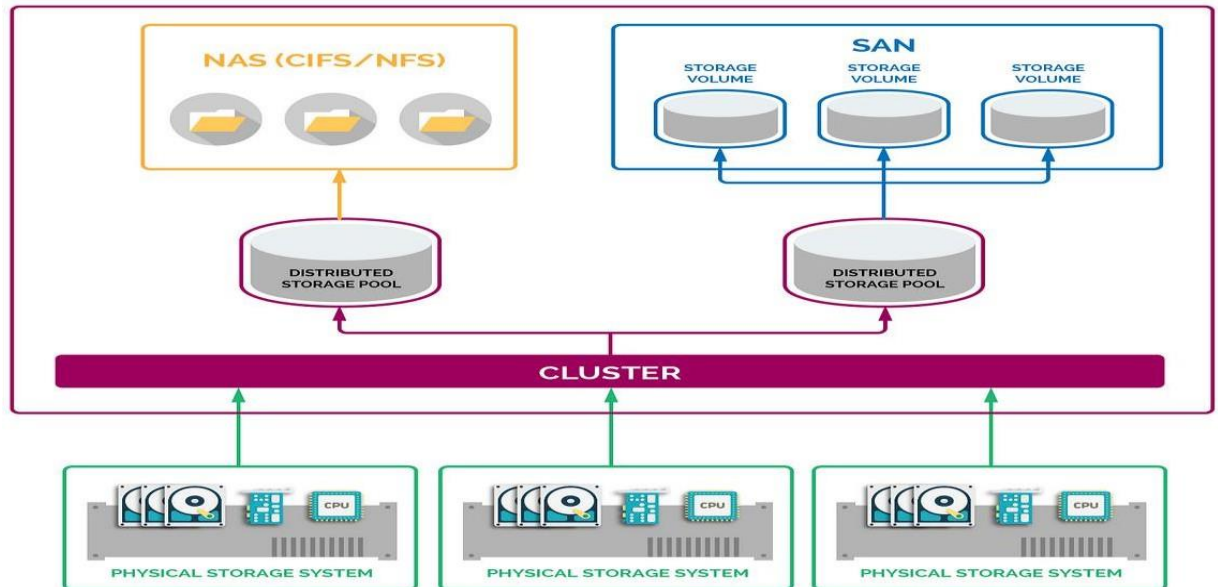 NAS (CIFS/NFS)
SAN
STORAGE
VOLUME
STORAGE
VOLUME
STORAGE
VOLUME
DISTRIBUTED
STORAGE POOL
DISTRIBUTED
STORAGE POOL
CLUSTER
CPU
CPU
CPU
PHYSICAL STORAGE SYSTEM
PHYSICAL STORAGE SYSTEM
PHYSICAL STORAGE SYSTEM